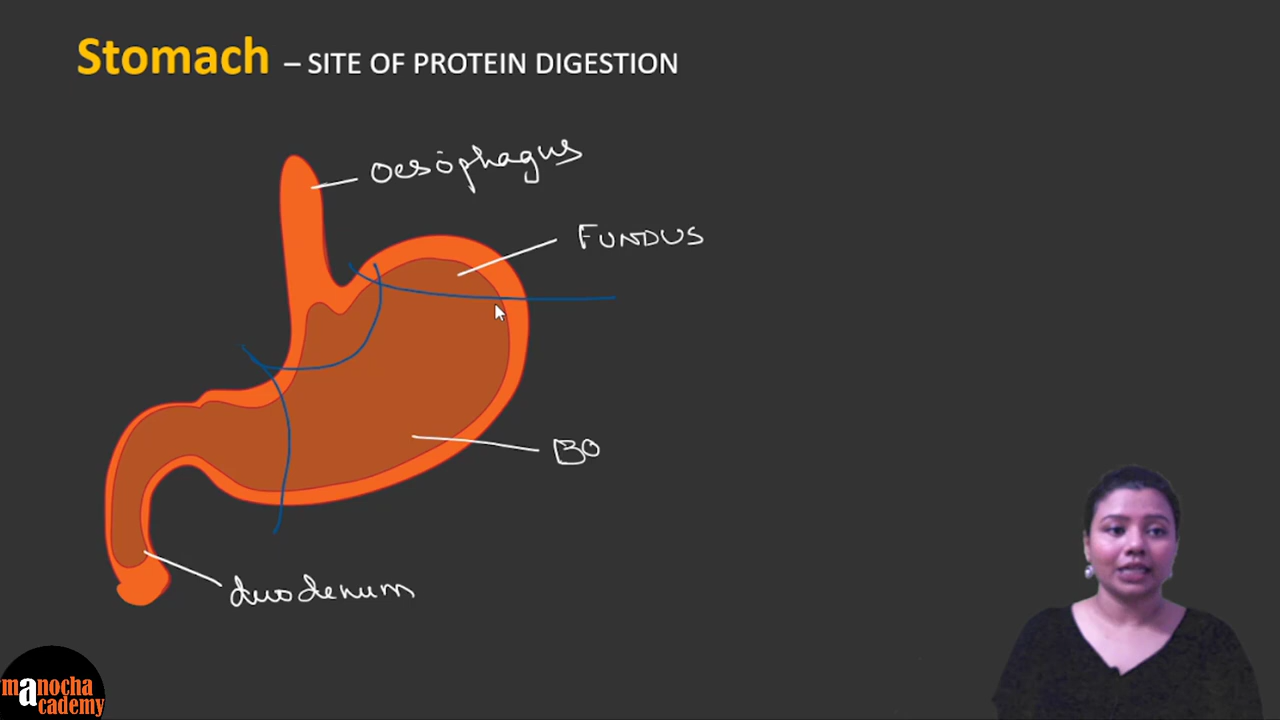 Stomach – SITE OF PROTEIN DIGESTION
Oesophagus
FUNDUS
BO
duodenum
manocha
academy